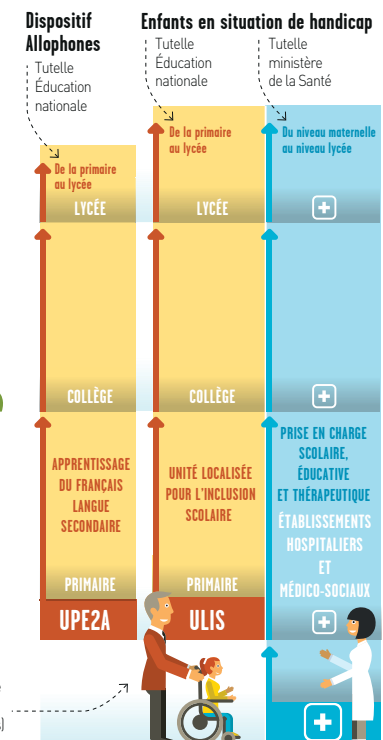 Dispositif
Allophones
Tutelle
Éducation
nationale
Enfants en situation de handicap
Tutelle
Éducation
nationale
Tutelle
ministère
de la Santé
De la primaire
au lycée
LYCÉE
De la primaire
au lycée
LYCÉE
Du niveau maternelle
au niveau lycée
COLLÈGE
COLLÈGE
APPRENTISSAGE
DU FRANÇAIS
LANGUE
SECONDAIRE
PRIMAIRE
UPE2A
UNITÉ LOCALISÉE
POUR L'INCLUSION
SCOLAIRE
PRIMAIRE
ULIS
PRISE EN CHARGE
SCOLAIRE,
ÉDUCATIVE
ET THÉRAPEUTIQUE
ÉTABLISSEMENTS
HOSPITALIERS
ET
MÉDICO-SOCIAUX